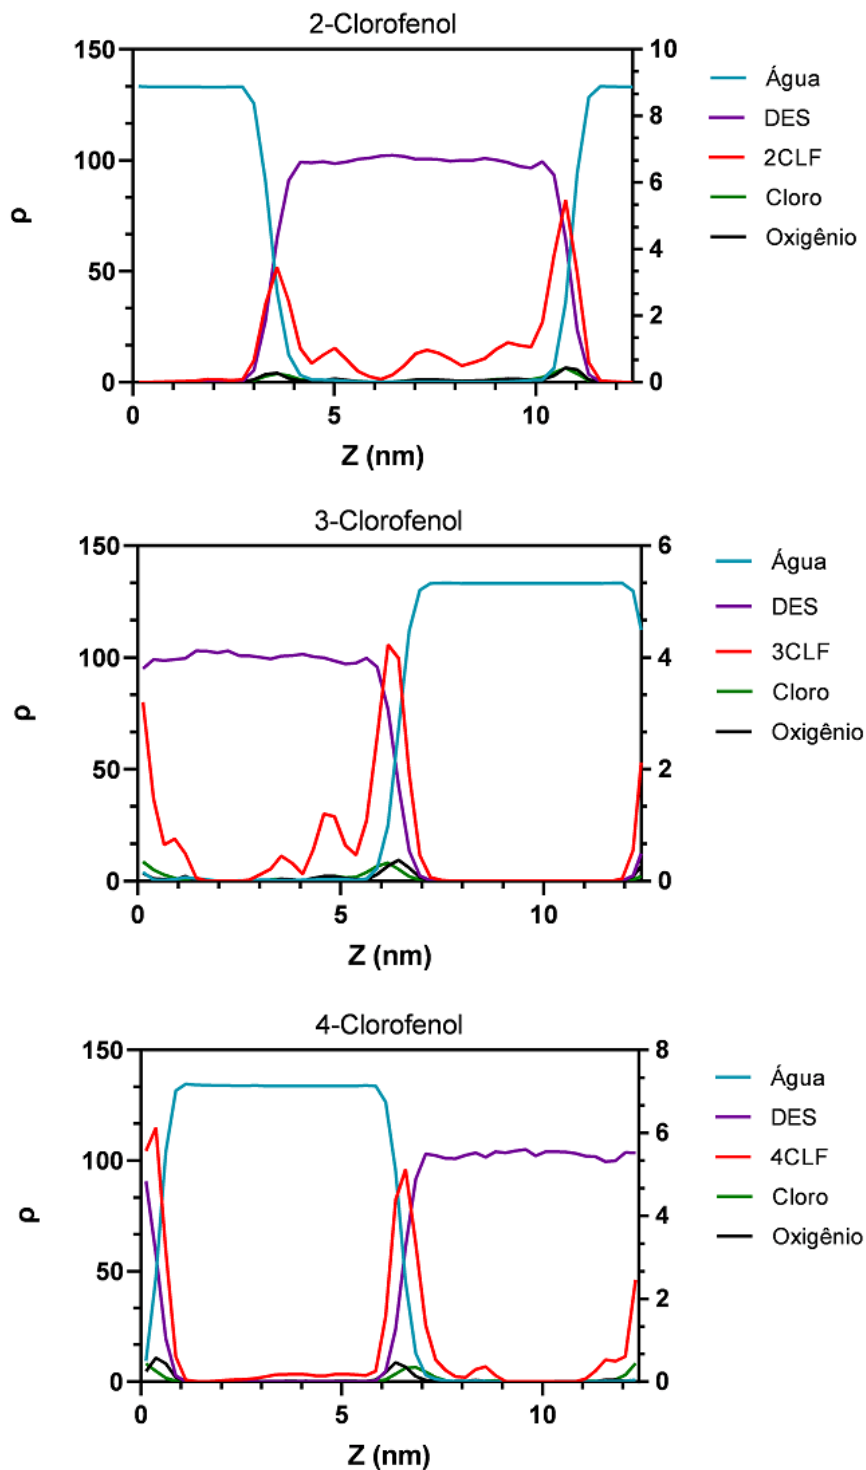 2-Clorofenol
150
100
50
0
ρ
10
8
6
4
2
0
0 5 10
Z (nm)
Água
DES
2CLF
Cloro
Oxigênio
3-Clorofenol
150
100
50
0
ρ
6
4
2
0
0 5 10
Z (nm)
Água
DES
3CLF
Cloro
Oxigênio
4-Clorofenol
150
100
50
0
ρ
8
6
4
2
0
0 5 10
Z (nm)
Água
DES
4CLF
Cloro
Oxigênio